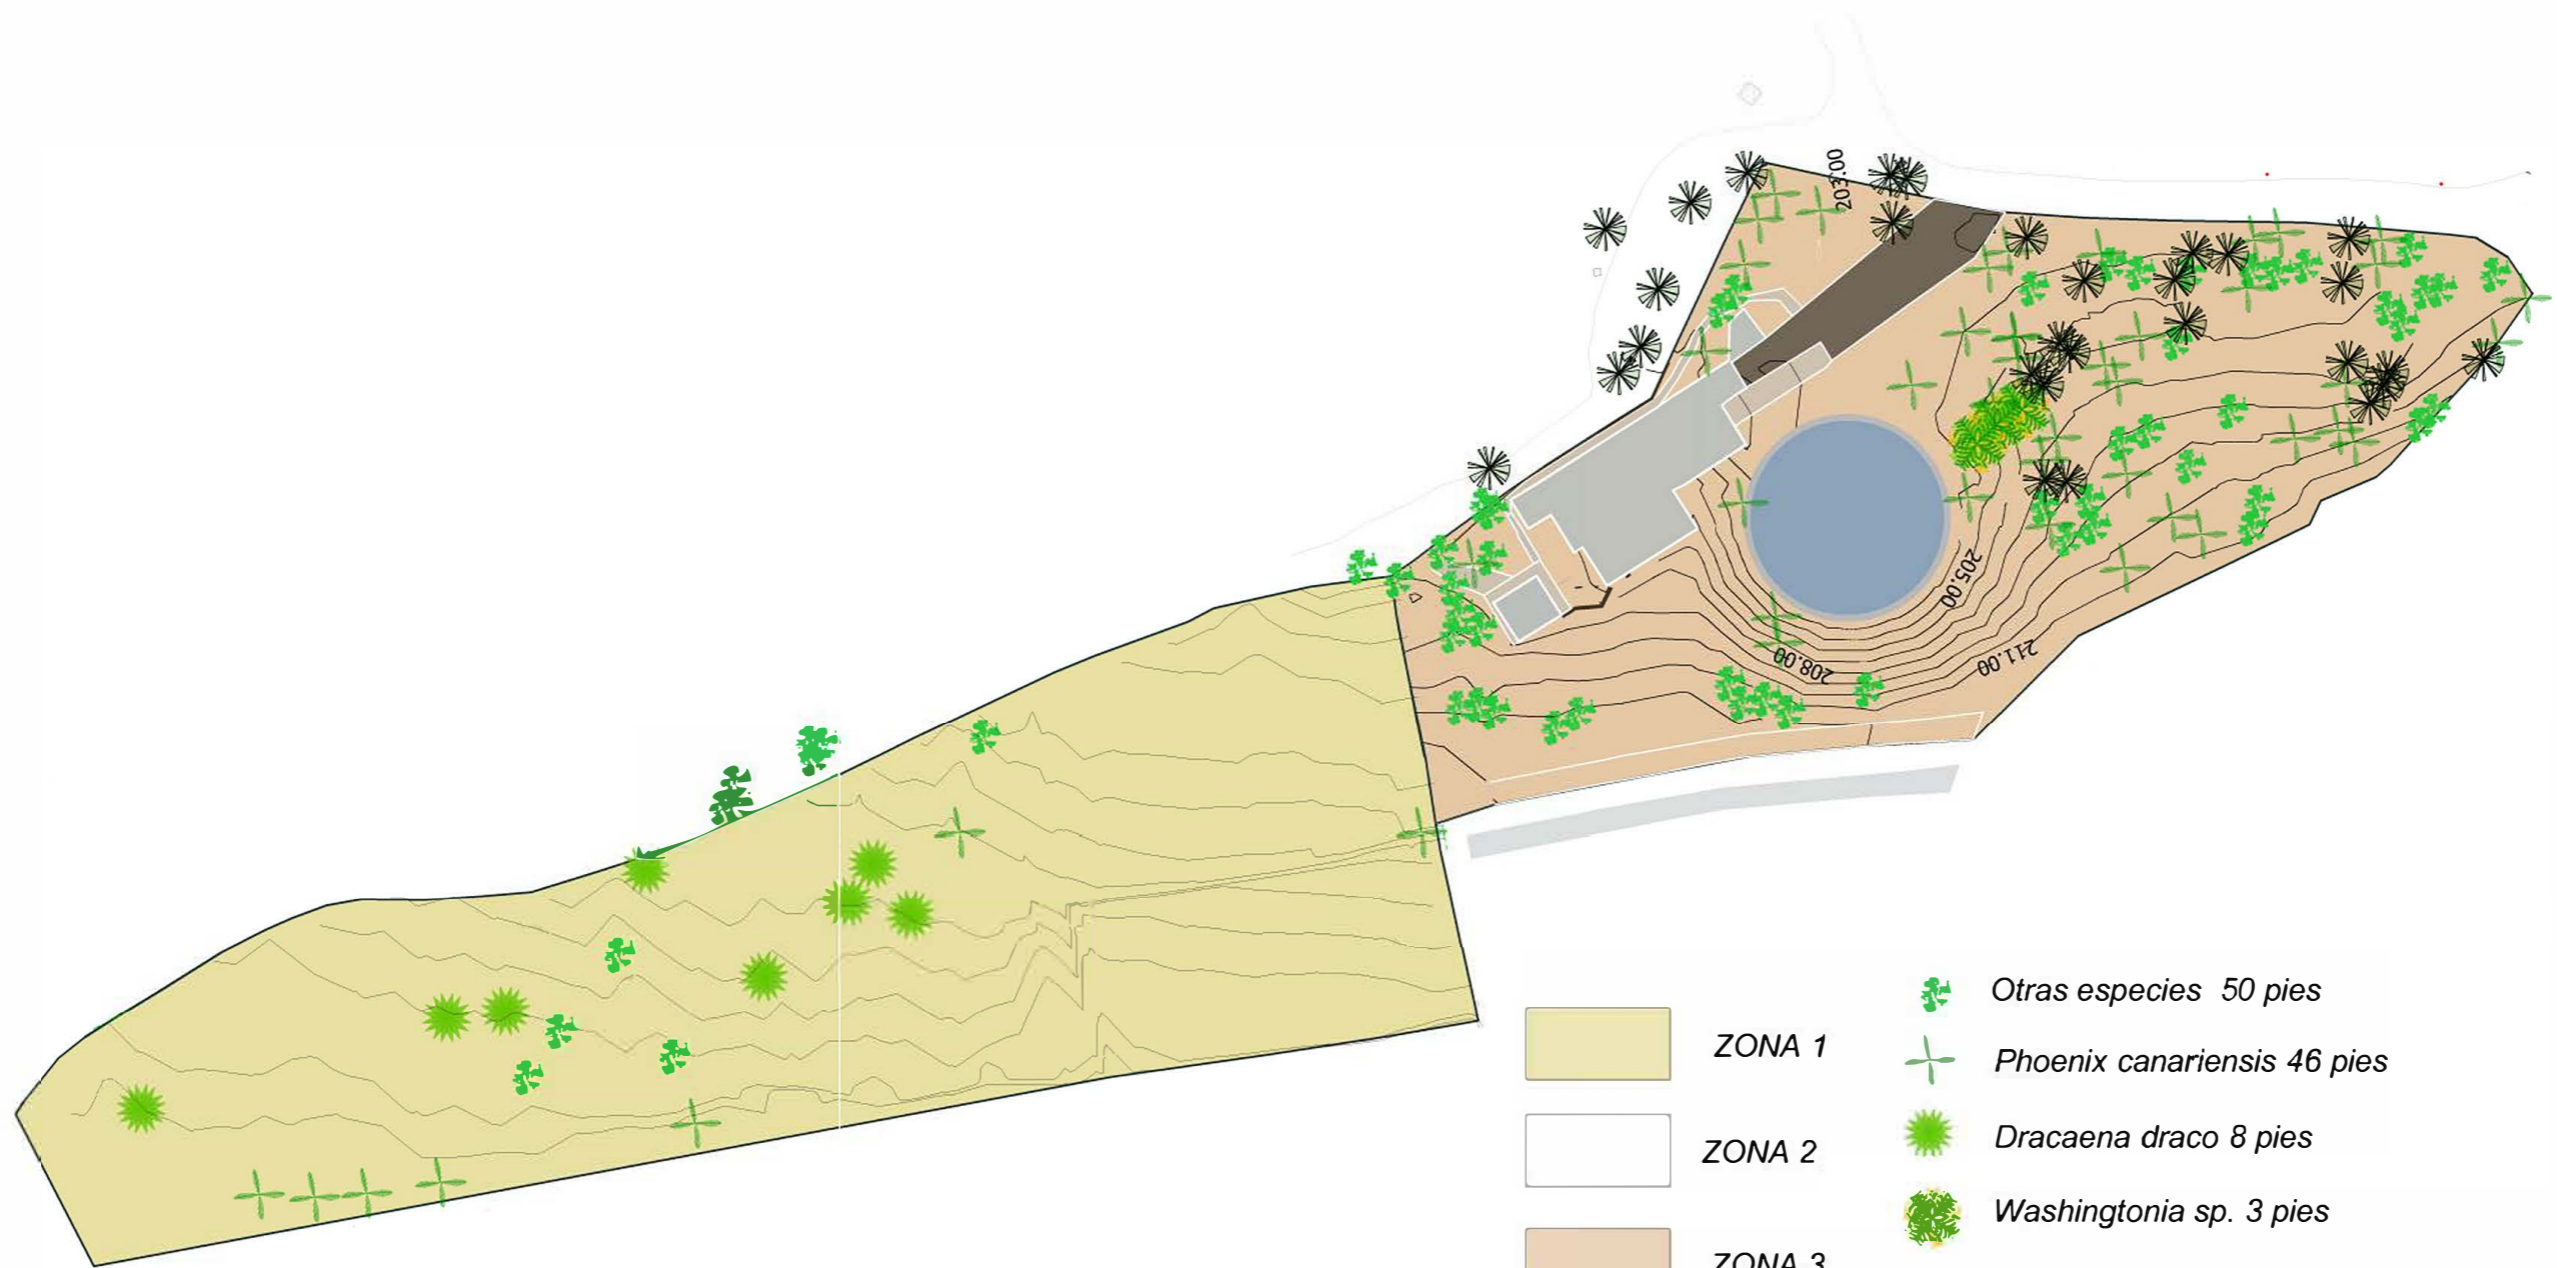 203.00
205.00
208.00
211.00
ZONA 1
ZONA 2
ZONA 3
Otras especies 50 pies
Phoenix canariensis 46 pies
Dracaena draco 8 pies
Washingtonia sp. 3 pies